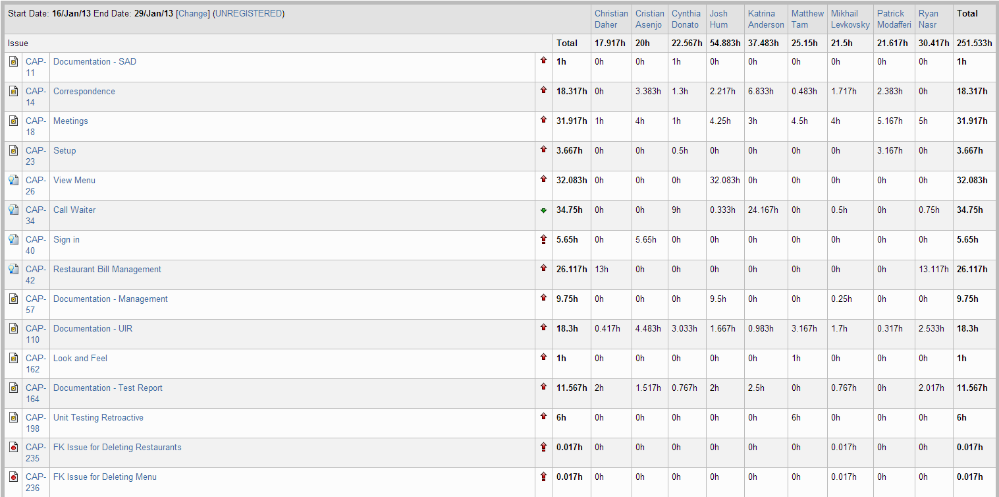 Start Date: 16/Jan/13 End Date: 29/Jan/13 [Change] (UNREGISTERED) Christian Daher Cristian Asenjo Cynthia Donato Josh Hum Katrina Anderson Matthew Tam Mikhail Levkovsky Patrick Modafferi Ryan Nasr Total
Issue Total 17.917h 20h 22.567h 54.883h 37.483h 25.15h 21.5h 21.617h 30.417h 251.533h
CAP-11 Documentation - SAD 1h 0h 0h 1h 0h 0h 0h 0h 0h 0h 1h
CAP-14 Correspondence 18.317h 0h 3.383h 1.3h 2.217h 6.833h 0.483h 1.717h 2.383h 0h 18.317h
CAP-18 Meetings 31.917h 1h 4h 1h 4.25h 3h 4.5h 4h 5.167h 5h 31.917h
CAP-23 Setup 3.667h 0h 0h 0.5h 0h 0h 0h 0h 3.167h 0h 3.667h
CAP-26 View Menu 32.083h 0h 0h 0h 32.083h 0h 0h 0h 0h 0h 32.083h
CAP-34 Call Waiter 34.75h 0h 0h 9h 0.333h 24.167h 0h 0.5h 0h 0.75h 34.75h
CAP-40 Sign in 5.65h 0h 5.65h 0h 0h 0h 0h 0h 0h 0h 5.65h
CAP-42 Restaurant Bill Management 26.117h 13h 0h 0h 0h 0h 0h 0h 0h 13.117h 26.117h
CAP-57 Documentation - Management 9.75h 0h 0h 0h 9.5h 0h 0h 0.25h 0h 0h 9.75h
CAP-110 Documentation - UIR 18.3h 0.417h 4.483h 3.033h 1.667h 0.983h 3.167h 1.7h 0.317h 2.533h 18.3h
CAP-162 Look and Feel 1h 0h 0h 0h 0h 0h 1h 0h 0h 0h 1h
CAP-164 Documentation - Test Report 11.567h 2h 1.517h 0.767h 2h 2.5h 0h 0.767h 0h 2.017h 11.567h
CAP-198 Unit Testing Retroactive 6h 0h 0h 0h 0h 0h 6h 0h 0h 0h 6h
CAP-235 FK Issue for Deleting Restaurants 0.017h 0h 0h 0h 0h 0h 0h 0.017h 0h 0h 0.017h
CAP-236 FK Issue for Deleting Menu 0.017h 0h 0h 0h 0h 0h 0h 0.017h 0h 0h 0.017h